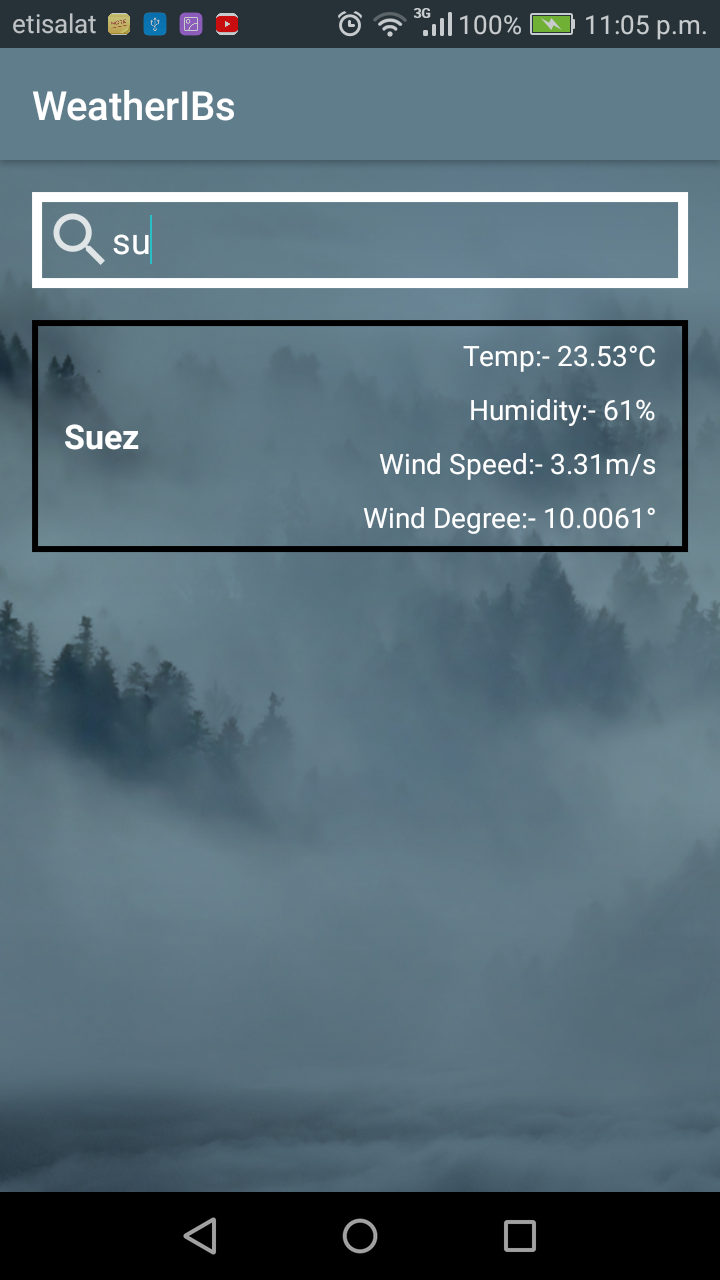 etisalat 3G 100% 11:05 p.m.
WeatherIBs
su
Temp:- 23.53°C
Humidity:- 61%
Suez
Wind Speed:- 3.31m/s
Wind Degree:- 10.0061°